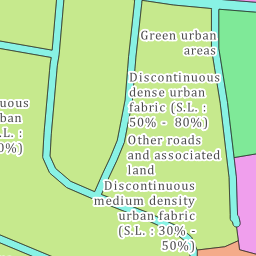 Green urban
areas
Discontinuous
dense urban
fabric (S.L. :
50% - 80%)
uous
ban
.L. :
0%)
Other roads
and associated
land
Discontinuous
medium density
urban fabric
(S.L. : 30% -
50%)